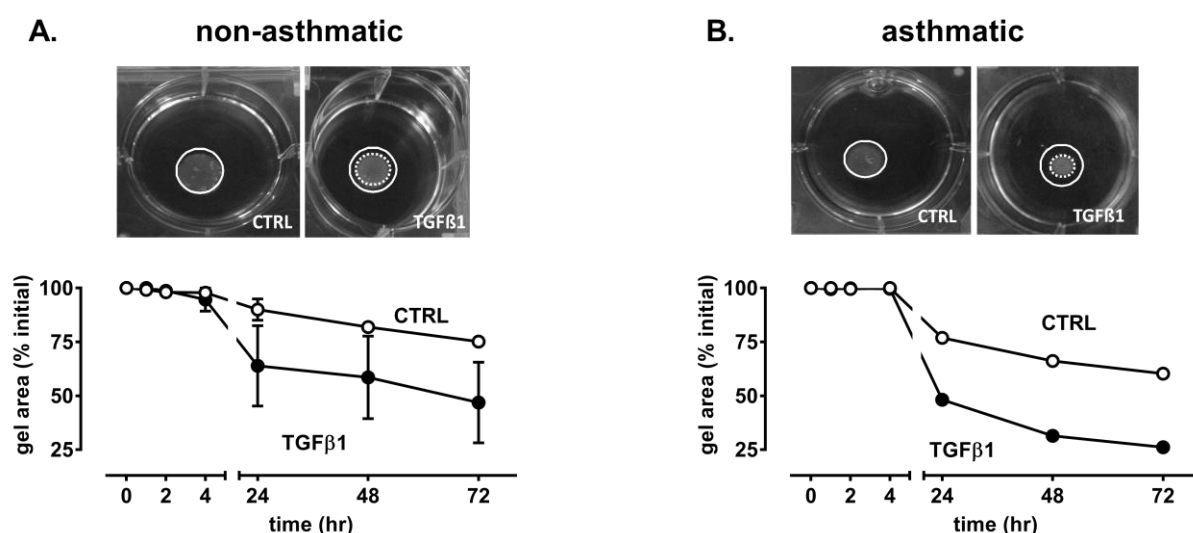 A. non-asthmatic
CTRL
TGFß1
gel area (% initial)
100
75
50
25
CTRL
TGFβ1
0 2 4 24 48 72
time (hr)
B. asthmatic
CTRL
TGFß1
gel area (% initial)
100
75
50
25
CTRL
TGFβ1
0 2 4 24 48 72
time (hr)